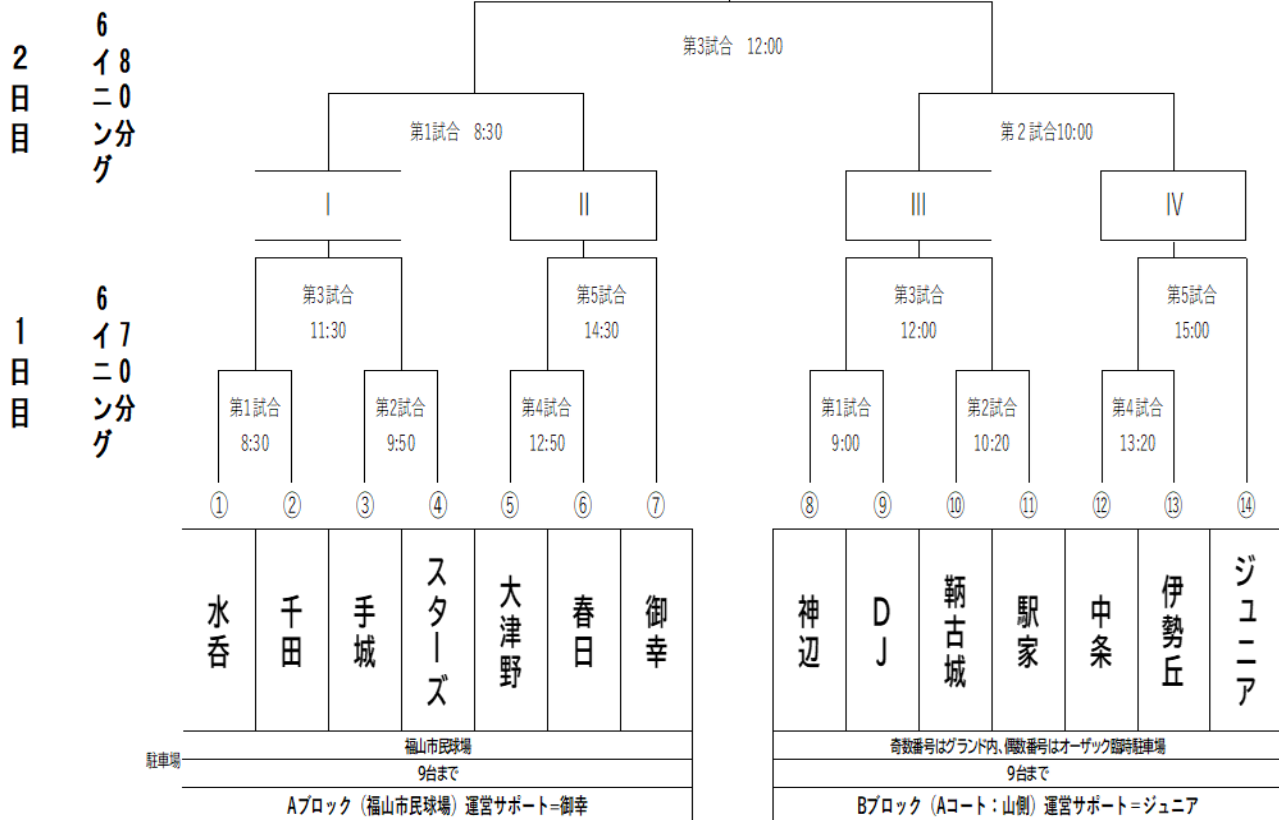 2日目
6イニング
80分
第3試合 12:00
第1試合 8:30
第2試合10:00
I
II
III
IV
1日目
6イニング
70分
第3試合
11:30
第5試合
14:30
第3試合
12:00
第5試合
15:00
第1試合
8:30
第2試合
9:50
第4試合
12:50
第1試合
9:00
第2試合
10:20
第4試合
13:20
① ② ③ ④ ⑤ ⑥ ⑦ ⑧ ⑨ ⑩ ⑪ ⑫ ⑬ ⑭
水呑
千田
手城
スターズ
大津野
春日
御幸
神辺
DJ
鞆古城
駅家
中条
伊勢丘
ジュニア
駐車場
福山市民球場
奇数番号はグランド内、偶数番号はオーザック臨時駐車場
9台まで
9台まで
Aブロック(福山市民球場)運営サポート=御幸
Bブロック(Aコート:山側)運営サポート=ジュニア